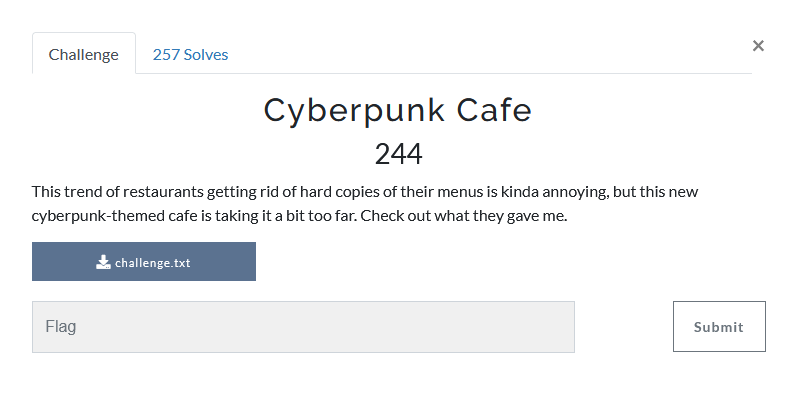 Challenge
257 Solves
×
Cyberpunk Cafe
244
This trend of restaurants getting rid of hard copies of their menus is kinda annoying, but this new
cyberpunk-themed cafe is taking it a bit too far. Check out what they gave me.
challenge.txt
Flag
Submit